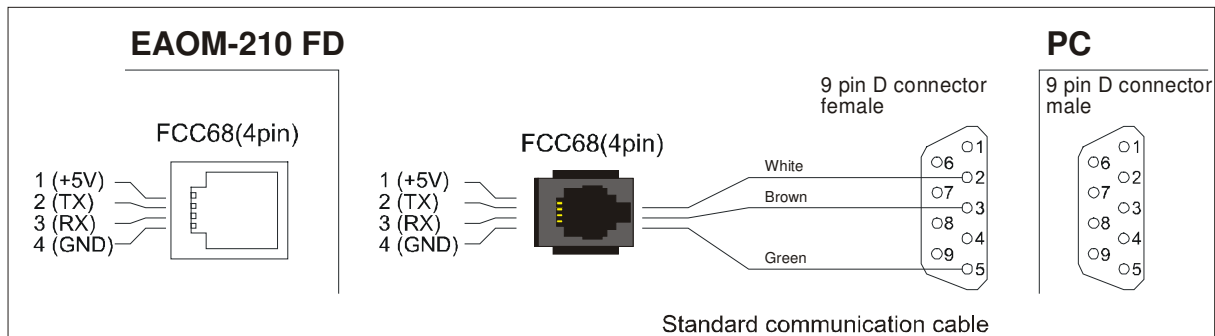 EAOM-210 FD
PC
9 pin D connector
female
9 pin D connector
male
FCC68(4pin)
1 (+5V)
2 (TX)
3 (RX)
4 (GND)
FCC68(4pin)
1 (+5V)
2 (TX)
3 (RX)
4 (GND)
White
Brown
Green
1
6
2
7
3
8
4
9
5
1
6
2
7
3
8
4
9
5
Standard communication cable